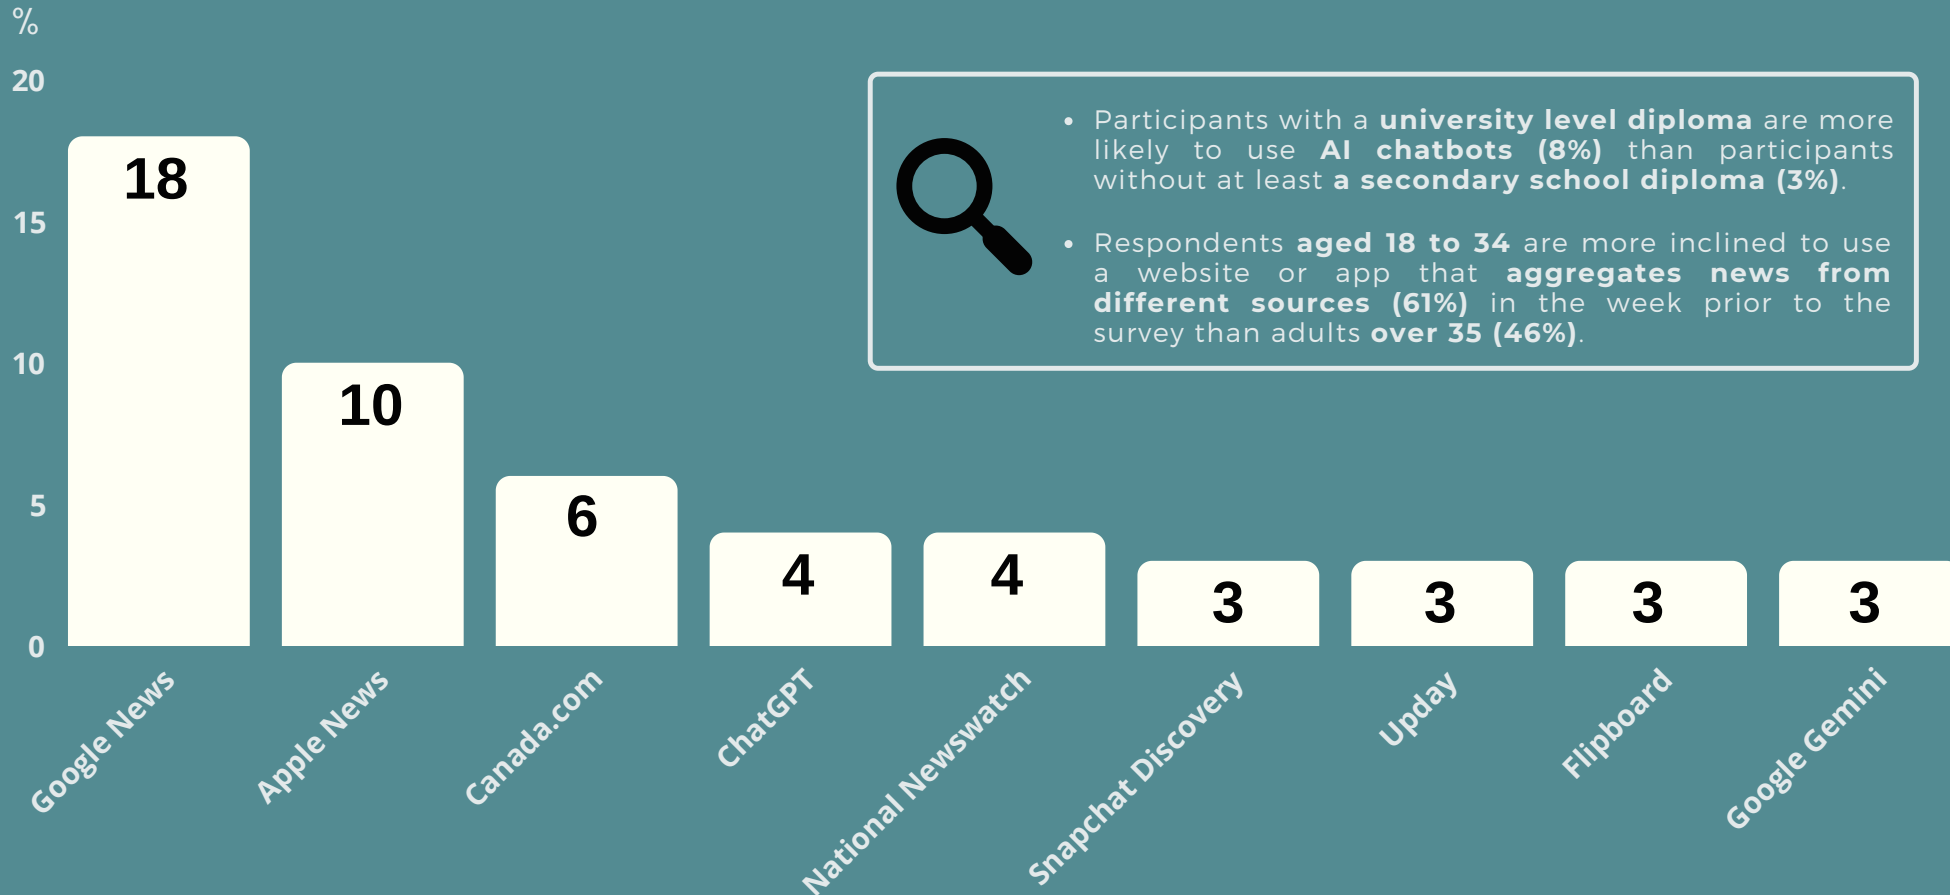 %
20
15
10
5
0
18
10
6
4
4
3
3
3
3
• Participants with a university level diploma are more
likely to use AI chatbots (8%) than participants
without at least a secondary school diploma (3%).
• Respondents aged 18 to 34 are more inclined to use
a website or app that aggregates news from
different sources (61%) in the week prior to the
survey than adults over 35 (46%).
Google News
Apple News
Canada.com
ChatGPT
National Newswatch
Snapchat Discovery
Upday
Flipboard
Google Gemini